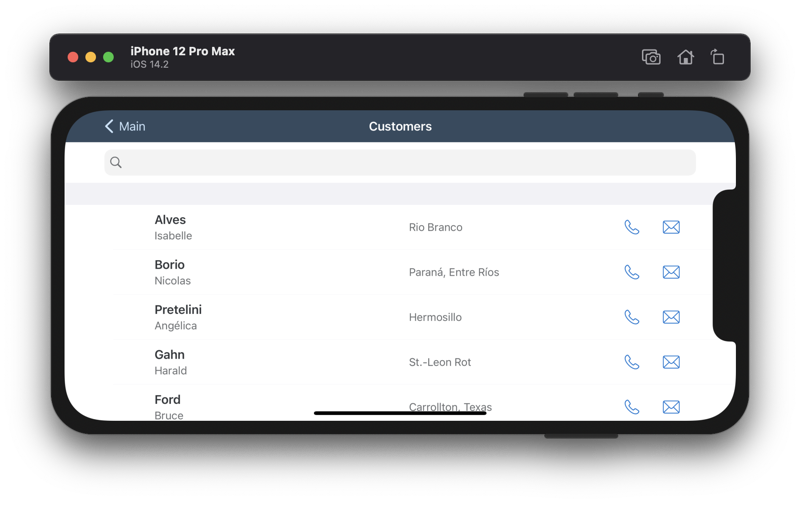 iPhone 12 Pro Max
iOS 14.2
Main
Customers
Alves
Isabelle
Rio Branco
Borio
Nicolas
Paraná, Entre Ríos
Pretelini
Angélica
Hermosillo
Gahn
Harald
St.-Leon Rot
Ford
Bruce
Carrollton, Texas